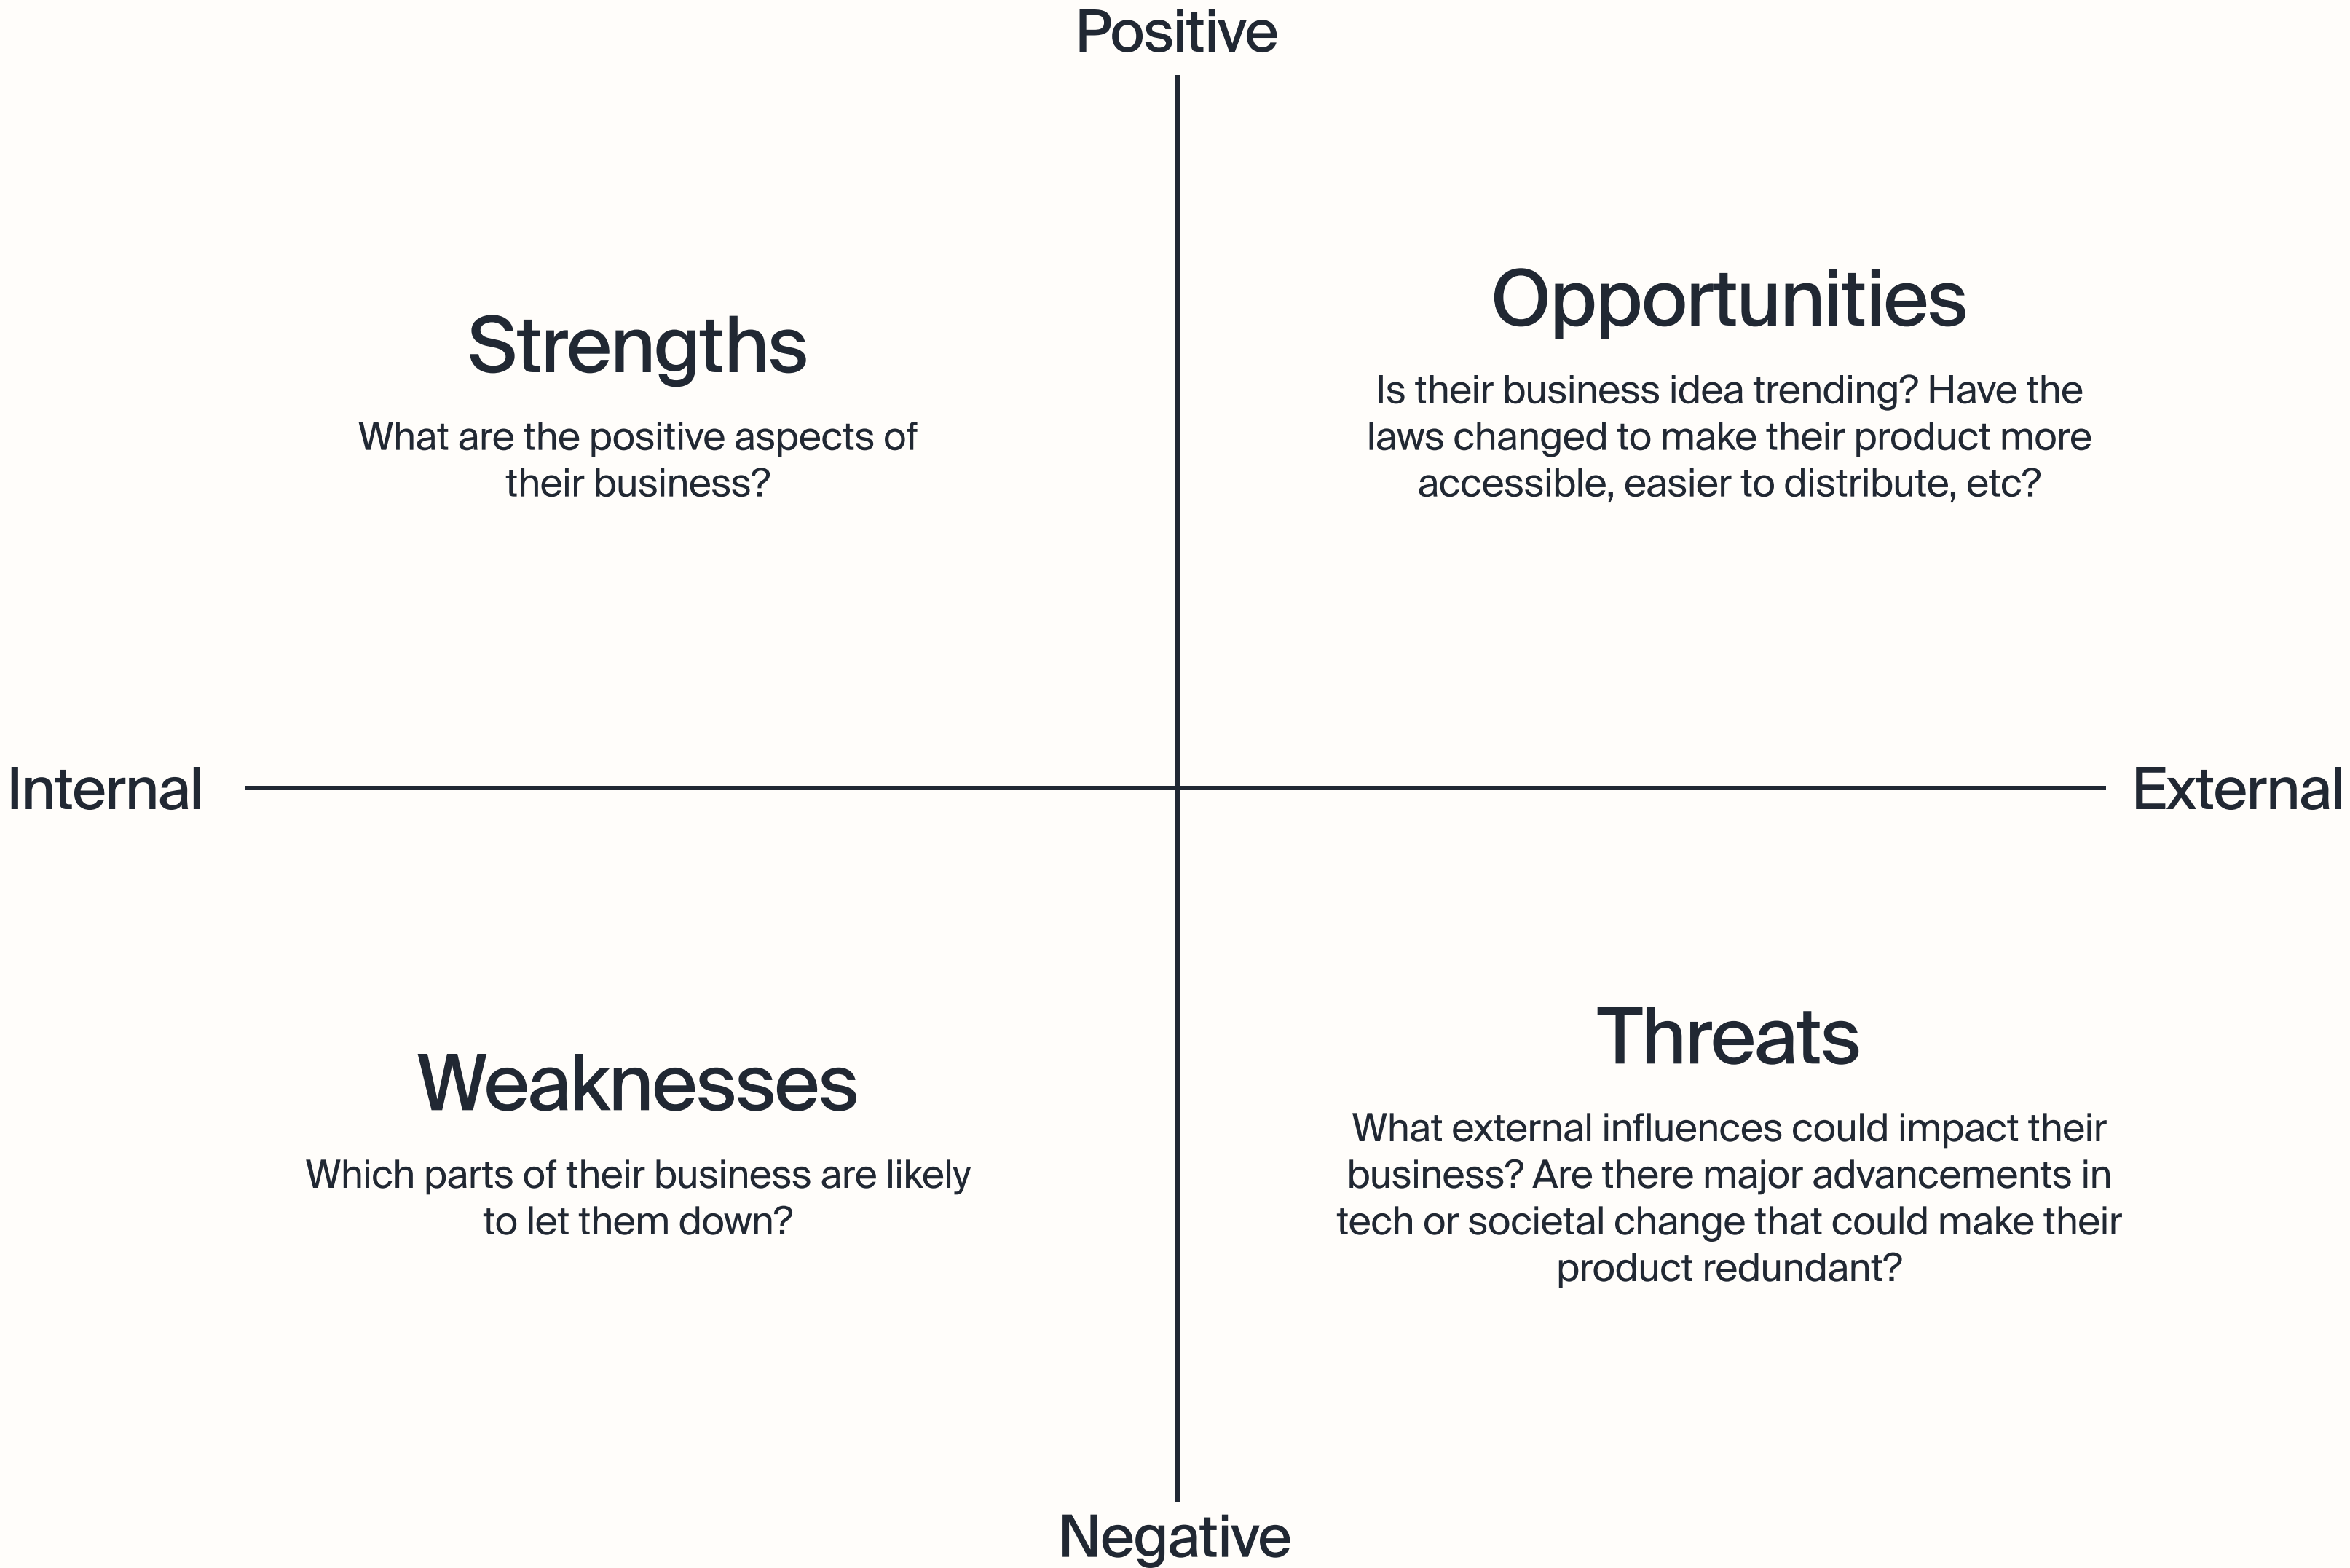 Positive
Strengths
What are the positive aspects of
their business?
Opportunities
Is their business idea trending? Have the
laws changed to make their product more
accessible, easier to distribute, etc?
Internal
External
Weaknesses
Which parts of their business are likely
to let them down?
Threats
What external influences could impact their
business? Are there major advancements in
tech or societal change that could make their
product redundant?
Negative